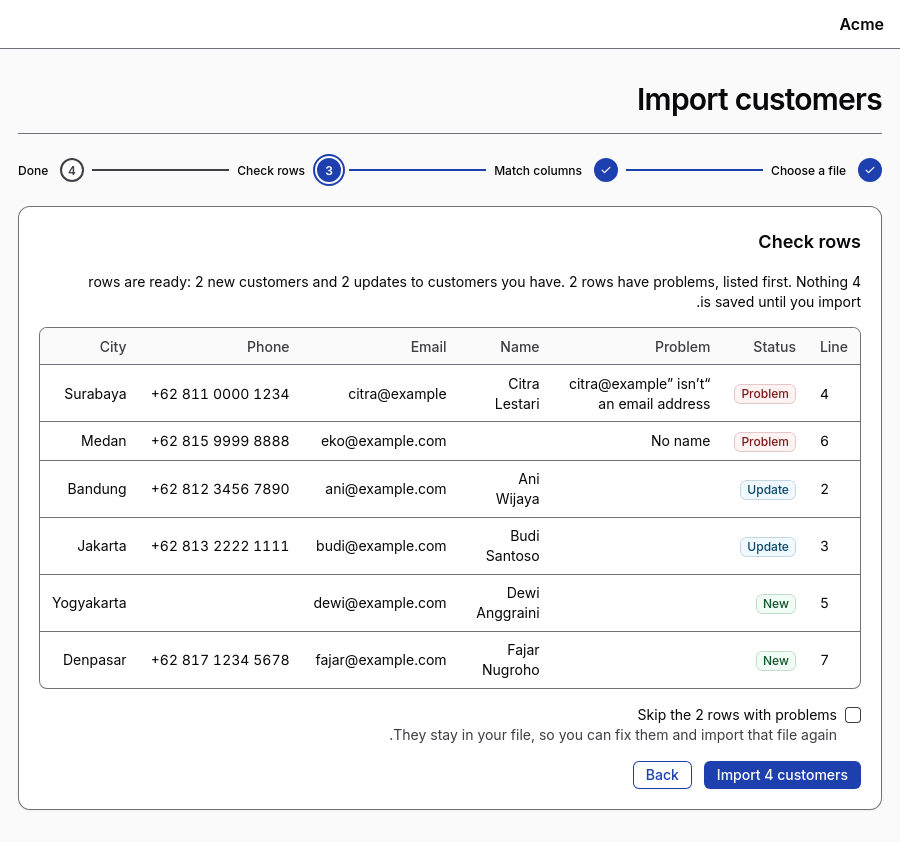 Acme
Import customers
Choose a file
Match columns
3 Check rows
4 Done
Check rows
4 rows are ready: 2 new customers and 2 updates to customers you have. 2 rows have problems, listed first. Nothing
is saved until you import.
Line Status Problem Name Email Phone City
4 Problem “citra@example” isn’t an email address Citra Lestari citra@example +62 811 0000 1234 Surabaya
6 Problem No name eko@example.com +62 815 9999 8888 Medan
2 Update Ani Wijaya ani@example.com +62 812 3456 7890 Bandung
3 Update Budi Santoso budi@example.com +62 813 2222 1111 Jakarta
5 New Dewi Anggraini dewi@example.com Yogyakarta
7 New Fajar Nugroho fajar@example.com +62 817 1234 5678 Denpasar
Skip the 2 rows with problems
They stay in your file, so you can fix them and import that file again.
Import 4 customers
Back